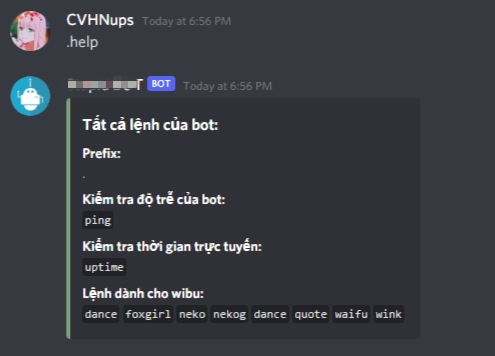 CVHNups Today at 6:56 PM
.help
BOT Today at 6:56 PM
Tất cả lệnh của bot:
Prefix:
.
Kiểm tra độ trễ của bot:
ping
Kiểm tra thời gian trực tuyến:
uptime
Lệnh dành cho wibu:
dance foxgirl neko nekog dance quote waifu wink